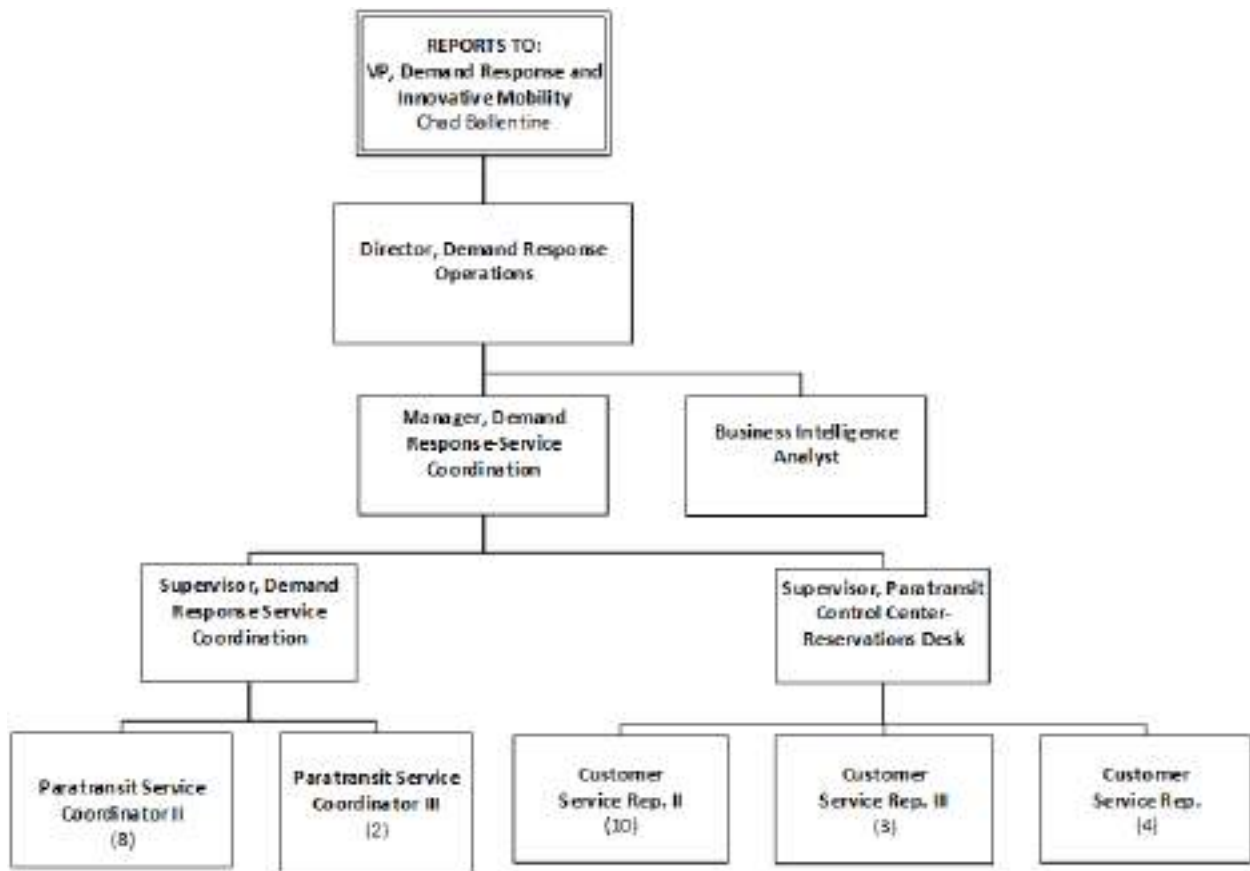 REPORTS TO:
VP, Demand Response and
Innovative Mobility
Chad Ballentine
Director, Demand Response
Operations
Manager, Demand
Response-Service
Coordination
Business Intelligence
Analyst
Supervisor, Demand
Response Service
Coordination
Supervisor, Paratransit
Control Center-
Reservations Desk
Paratransit Service
Coordinator II
(8)
Paratransit Service
Coordinator III
(2)
Customer
Service Rep. II
(10)
Customer
Service Rep. III
(3)
Customer
Service Rep.
(4)